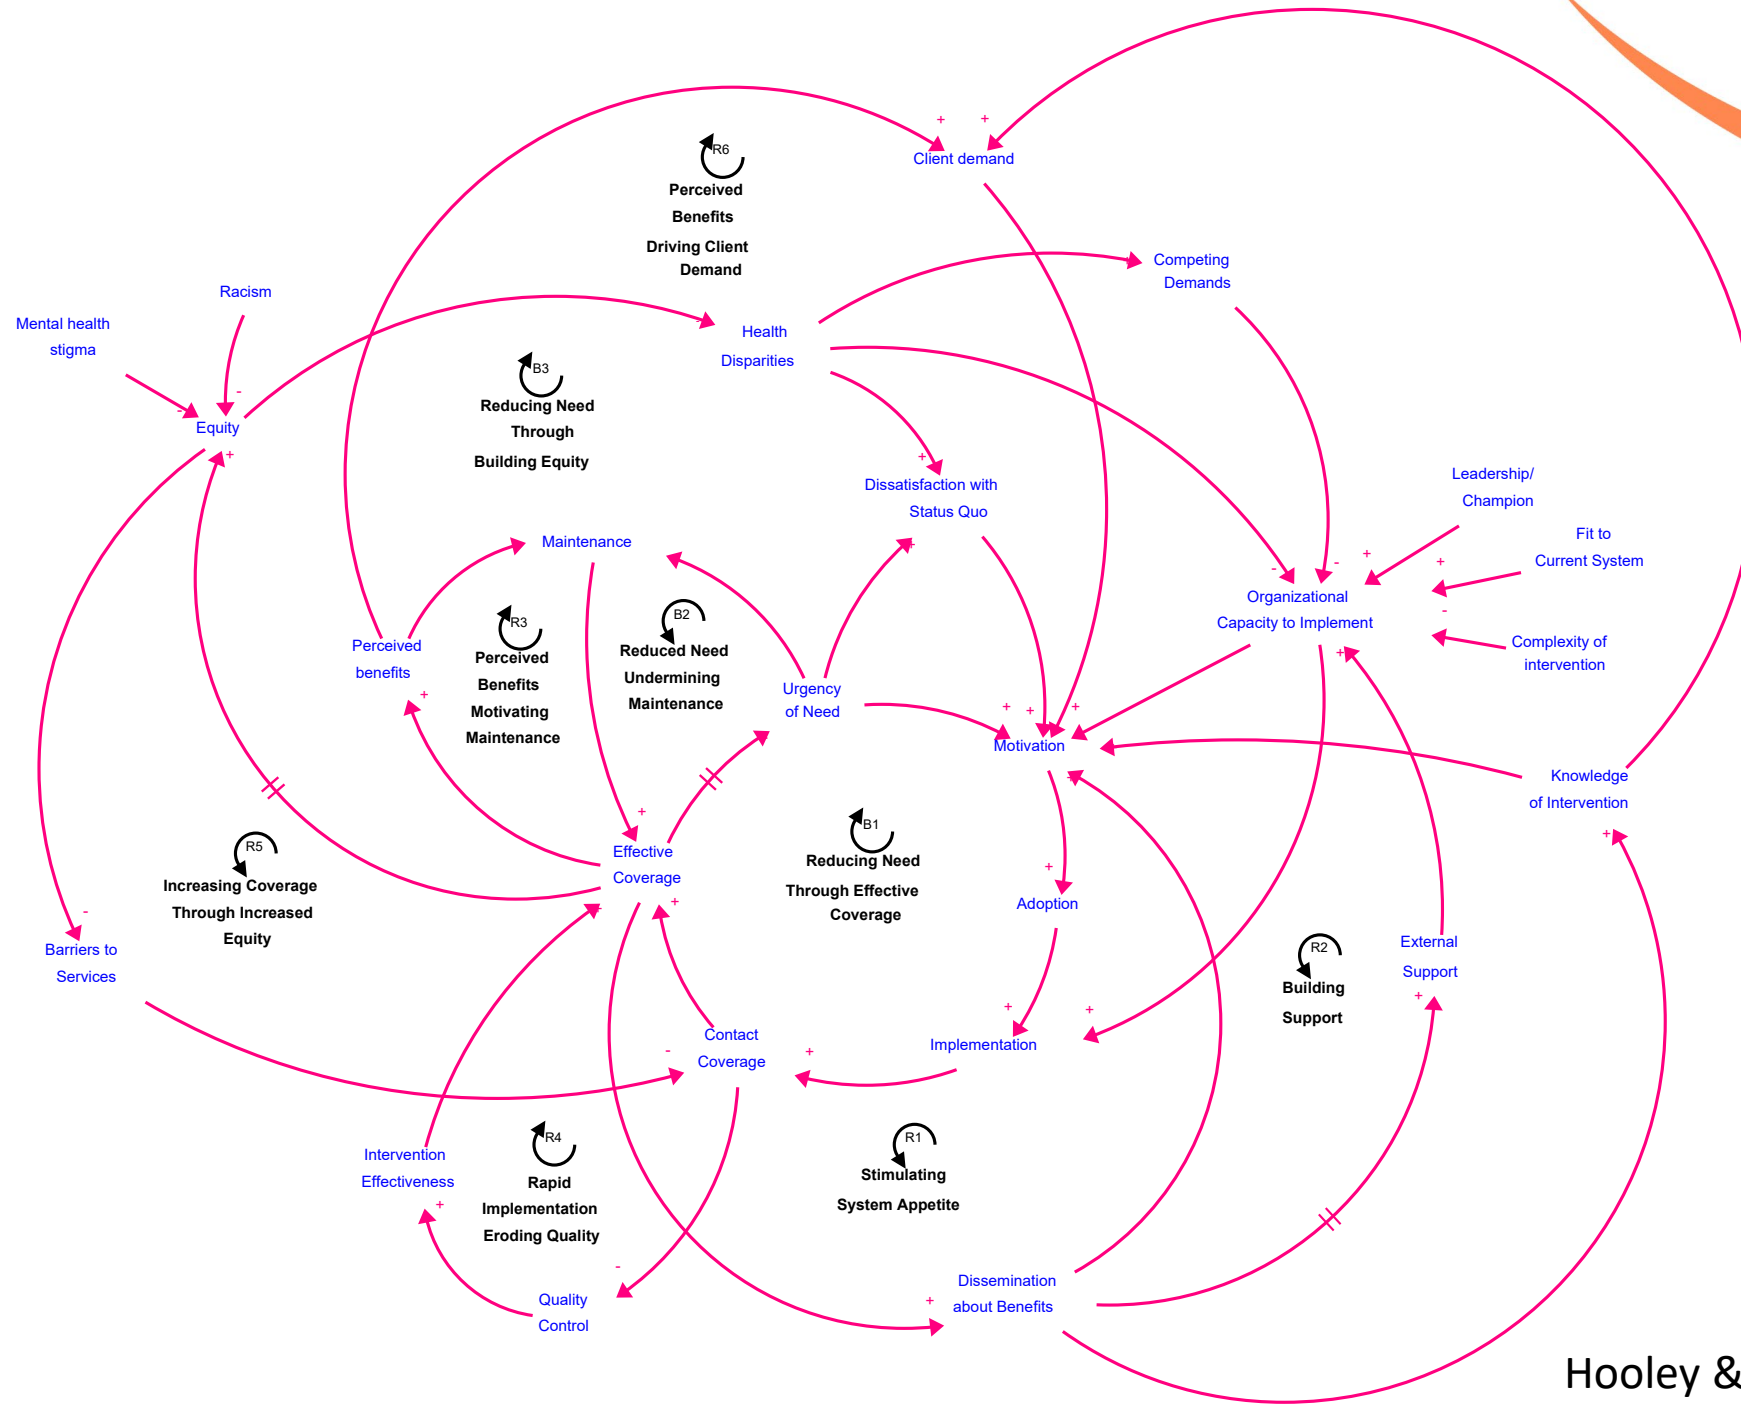 Client demand
R6
Perceived
Benefits
Driving Client
Demand
Competing
Demands
Racism
Mental health
stigma
Health
Disparities
B3
Reducing Need
Through
Building Equity
Equity
Dissatisfaction with
Status Quo
Leadership/
Champion
Fit to
Current System
Maintenance
Organizational
Capacity to Implement
Complexity of
intervention
Perceived
benefits
R3
Perceived
Benefits
Motivating
Maintenance
B2
Reduced Need
Undermining
Maintenance
Urgency
of Need
Motivation
Knowledge
of Intervention
Effective
Coverage
B1
Reducing Need
Through Effective
Coverage
R5
Increasing Coverage
Through Increased
Equity
Adoption
Barriers to
Services
External
Support
R2
Building
Support
Contact
Coverage
Implementation
Intervention
Effectiveness
R4
Rapid
Implementation
Eroding Quality
R1
Stimulating
System Appetite
Quality
Control
Dissemination
about Benefits
Hooley &